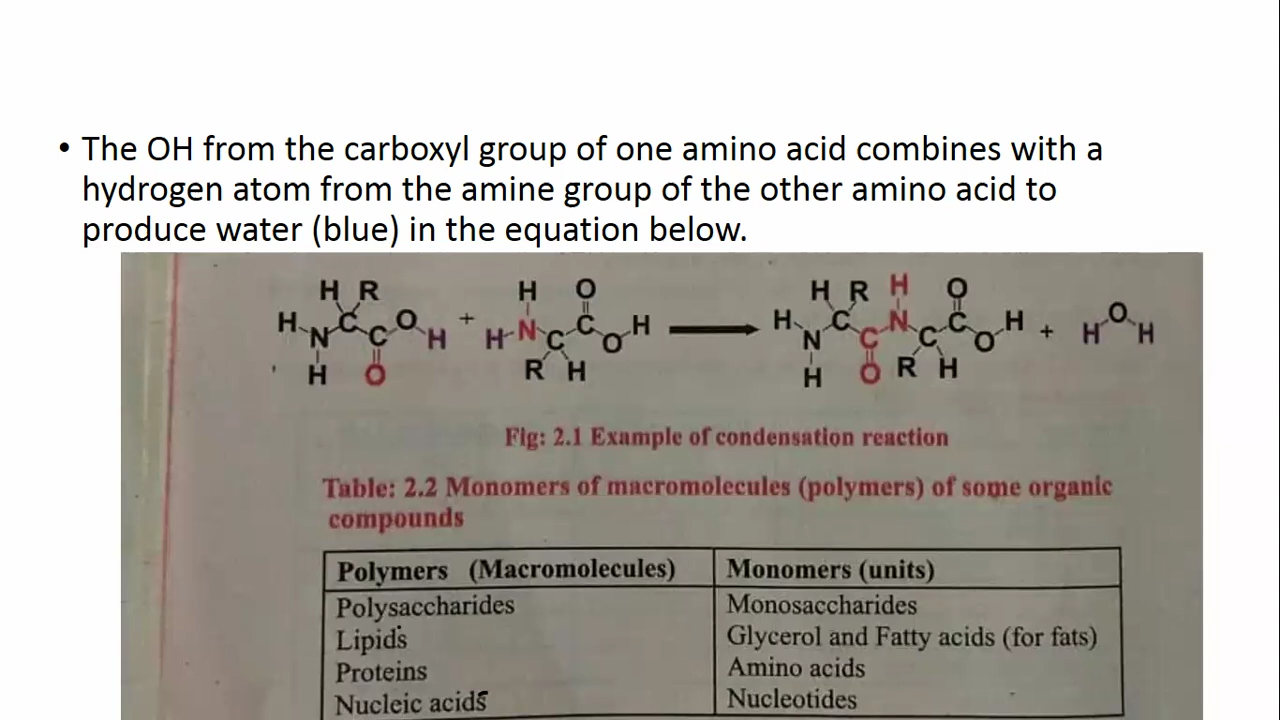 • The OH from the carboxyl group of one amino acid combines with a
hydrogen atom from the amine group of the other amino acid to
produce water (blue) in the equation below.
H R H O H R H O
H N C C O H + H N C C O H H N C C N C C O H + H O H
H O R H H O R H
Fig: 2.1 Example of condensation reaction
Table: 2.2 Monomers of macromolecules (polymers) of some organic
compounds
Polymers (Macromolecules) Monomers (units)
Polysaccharides Monosaccharides
Lipids Glycerol and Fatty acids (for fats)
Proteins Amino acids
Nucleic acids Nucleotides